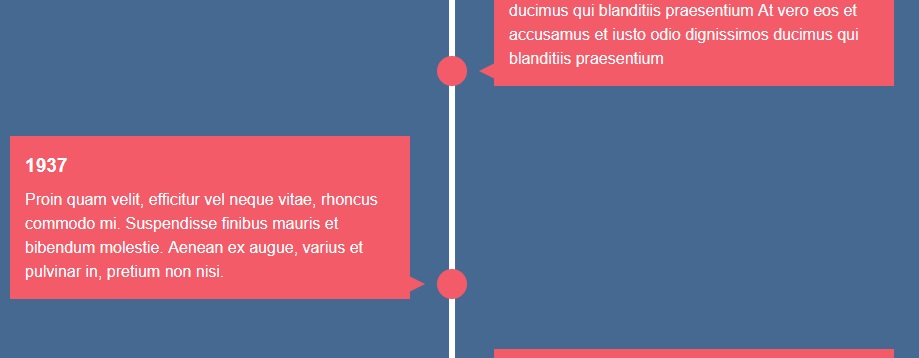 ducimus qui blanditiis praesentium At vero eos et
accusamus et iusto odio dignissimos ducimus qui
blanditiis praesentium
1937
Proin quam velit, efficitur vel neque vitae, rhoncus
commodo mi. Suspendisse finibus mauris et
bibendum molestie. Aenean ex augue, varius et
pulvinar in, pretium non nisi.